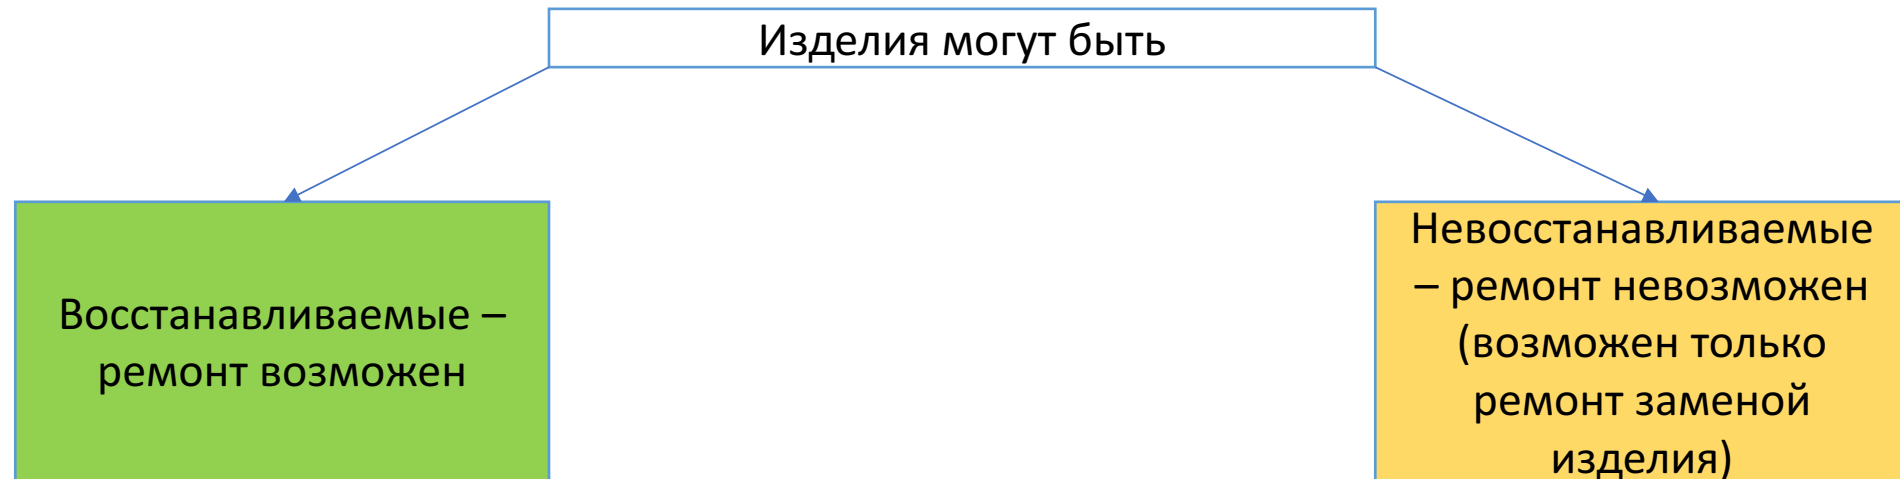 Изделия могут быть
Восстанавливаемые –
ремонт возможен
Невосстанавливаемые
– ремонт невозможен
(возможен только
ремонт заменой
изделия)